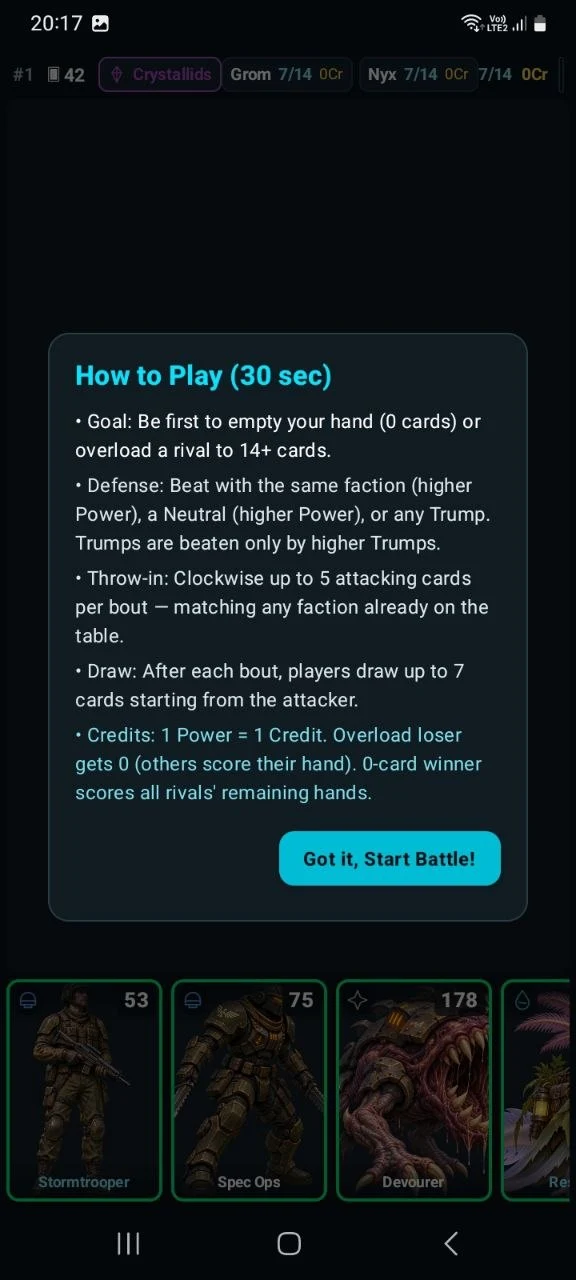 20:17
Vo))
LTE2
#1 42 Crystallids Grom 7/14 0Cr Nyx 7/14 0Cr 7/14 0Cr
How to Play (30 sec)
• Goal: Be first to empty your hand (0 cards) or
overload a rival to 14+ cards.
• Defense: Beat with the same faction (higher
Power), a Neutral (higher Power), or any Trump.
Trumps are beaten only by higher Trumps.
• Throw-in: Clockwise up to 5 attacking cards
per bout — matching any faction already on the
table.
• Draw: After each bout, players draw up to 7
cards starting from the attacker.
• Credits: 1 Power = 1 Credit. Overload loser
gets 0 (others score their hand). 0-card winner
scores all rivals' remaining hands.
Got it, Start Battle!
53 75 178
Stormtrooper Spec Ops Devourer